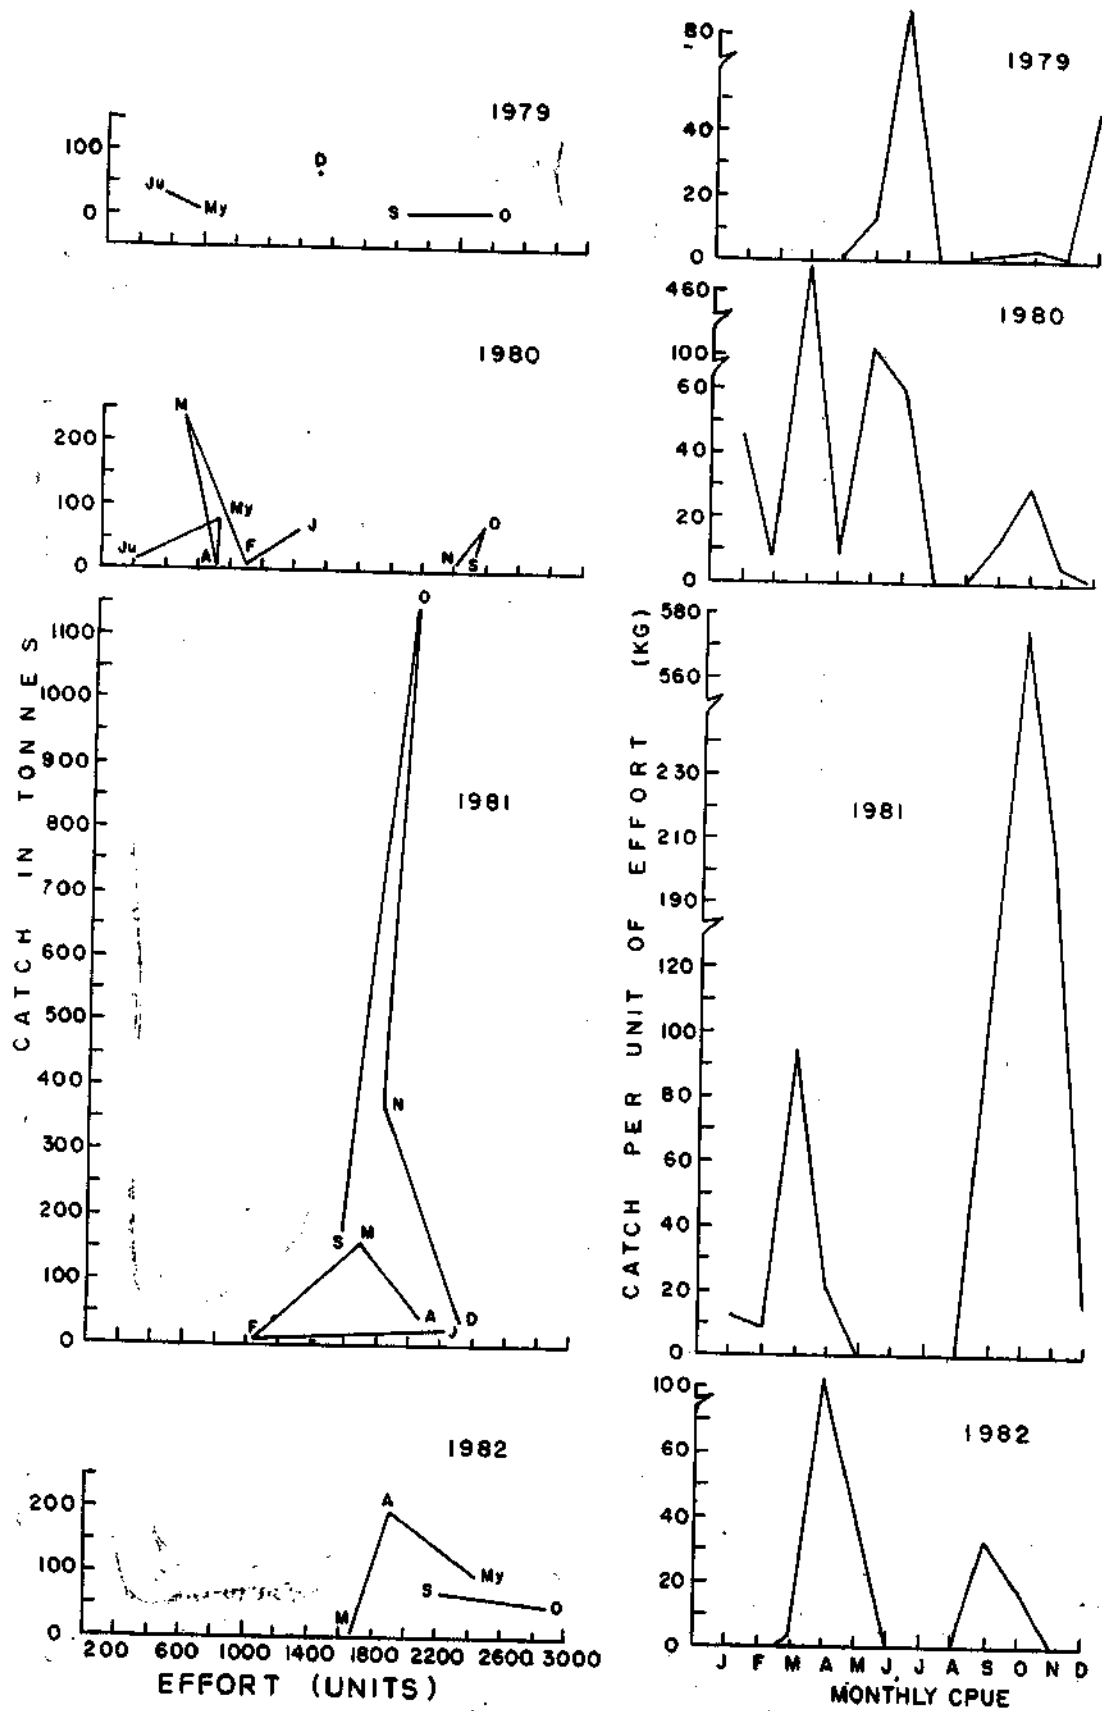 1979
100
0
Ju
My
D
S
O
1980
200
100
0
M
My
Ju
A
F
J
N
O
S
CATCH IN TONNES
1100
1000
900
800
700
600
500
400
300
200
100
0
1981
O
N
S
M
F
A
D
J
1982
200
100
0
A
M
My
S
O
200 600 1000 1400 1800 2200 2600 3000
EFFORT (UNITS)
1979
80
40
20
0
1980
460
100
60
40
20
0
CATCH PER UNIT OF EFFORT (KG)
1981
580
560
230
210
190
120
100
80
60
40
20
0
1982
100
60
40
20
0
J F M A M J J A S O N D
MONTHLY CPUE